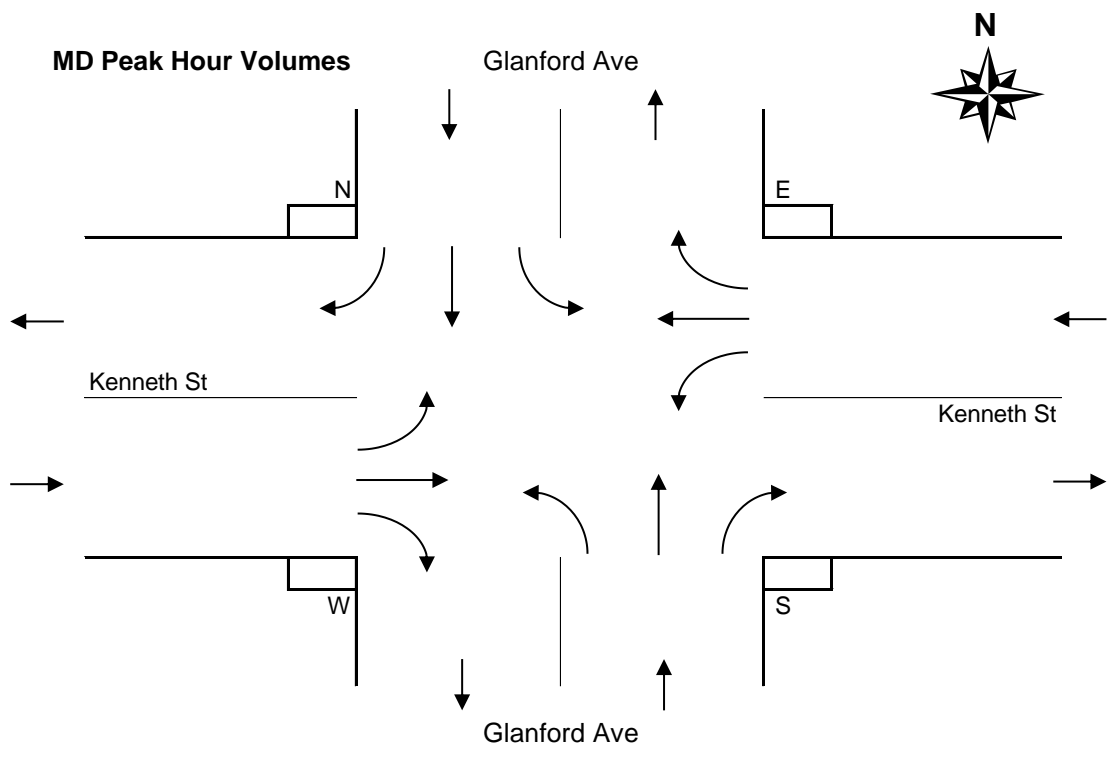 N
MD Peak Hour Volumes
Glanford Ave
N
E
Kenneth St
Kenneth St
W
S
Glanford Ave